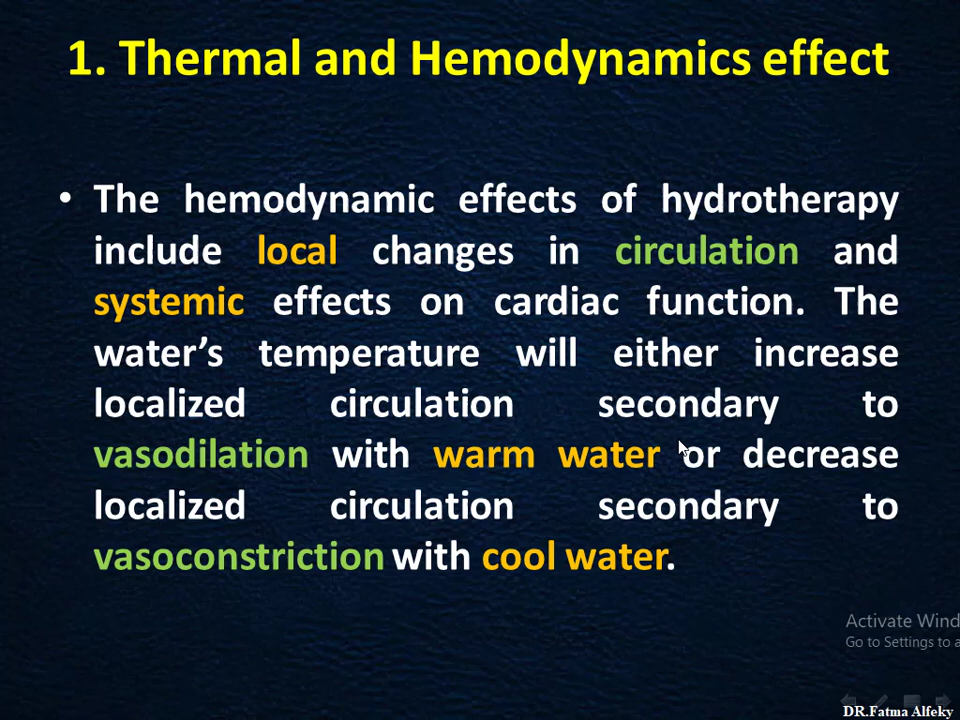 1. Thermal and Hemodynamics effect
• The hemodynamic effects of hydrotherapy
include local changes in circulation and
systemic effects on cardiac function. The
water’s temperature will either increase
localized circulation secondary to
vasodilation with warm water or decrease
localized circulation secondary to
vasoconstriction with cool water.
Activate Wind
Go to Settings to a
DR.Fatma Alfeky